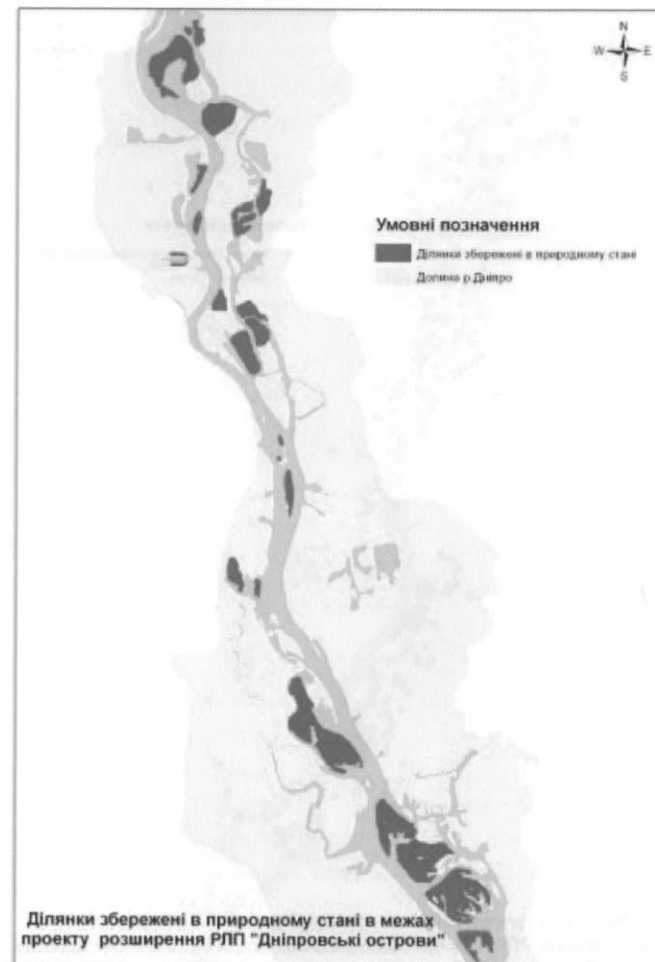 N
W E
S
Умовні позначення
Ділянки збережені в природному стані
Долина р.Дніпро
Ділянки збережені в природному стані в межах
проекту розширення РЛП "Дніпровські острови"